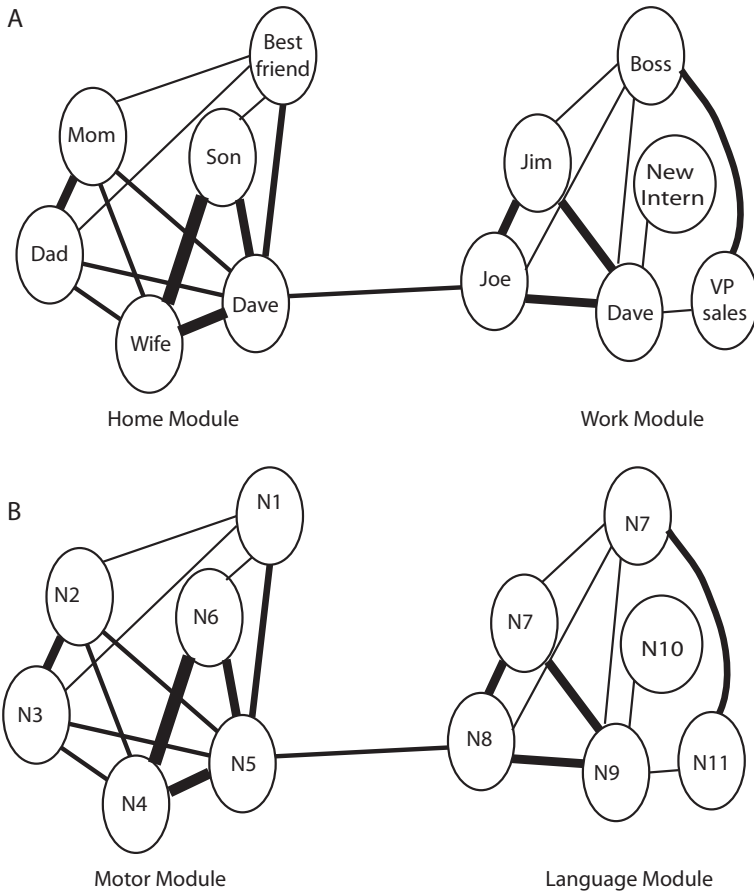 A
Best
friend
Boss
Mom
Son
Jim
New
Intern
Dad
Joe
Dave
Dave
VP
sales
Wife
Home Module
Work Module
B
N1
N7
N2
N6
N7
N10
N3
N8
N5
N9
N11
N4
Motor Module
Language Module